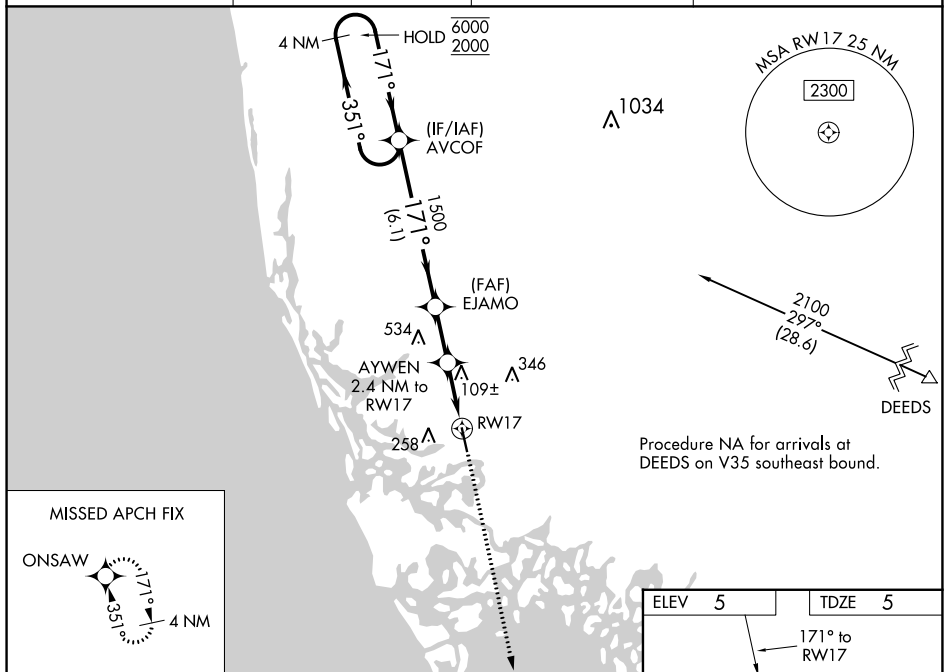 4 NM
HOLD
6000
2000
171°
351°
(IF/IAF)
AVCOF
1034
MSA RW17 25 NM
2300
1500
171°
(6.1)
(FAF)
EJAMO
2100
297°
(28.6)
DEEDS
534
AYWEN
2.4 NM to
RW17
346
109±
RW17
258
Procedure NA for arrivals at
DEEDS on V35 southeast bound.
MISSED APCH FIX
ONSAW
171°
351°
4 NM
ELEV 5
TDZE 5
171° to
RW17